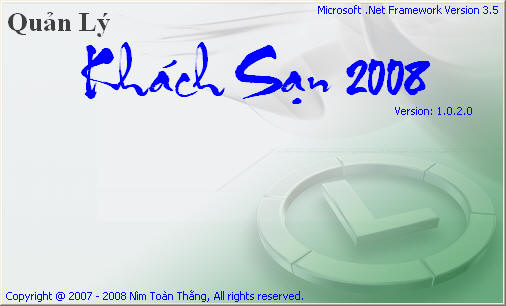 Microsoft .Net Framework Version 3.5
Quản Lý
Khách Sạn 2008
Version: 1.0.2.0
Copyright @ 2007 - 2008 Nìm Toàn Thắng, All rights reserved.